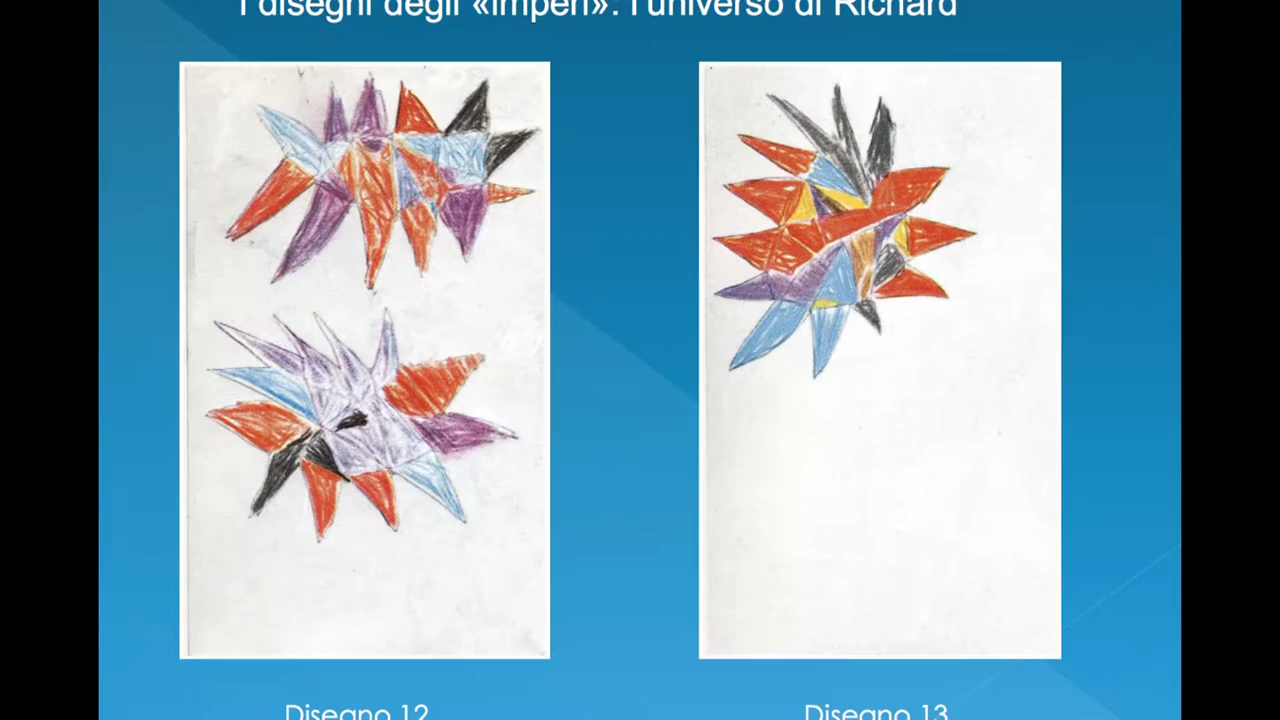 I disegni degli «imperi»: l'universo di Richard
Disegno 12
Disegno 13